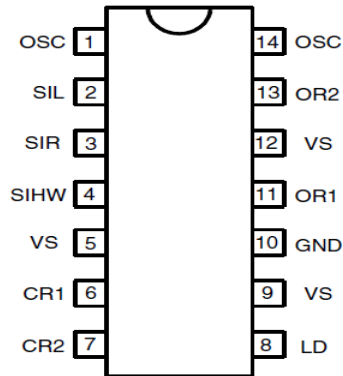 OSC 1 14 OSC
SIL 2 13 OR2
SIR 3 12 VS
SIHW 4 11 OR1
VS 5 10 GND
CR1 6 9 VS
CR2 7 8 LD